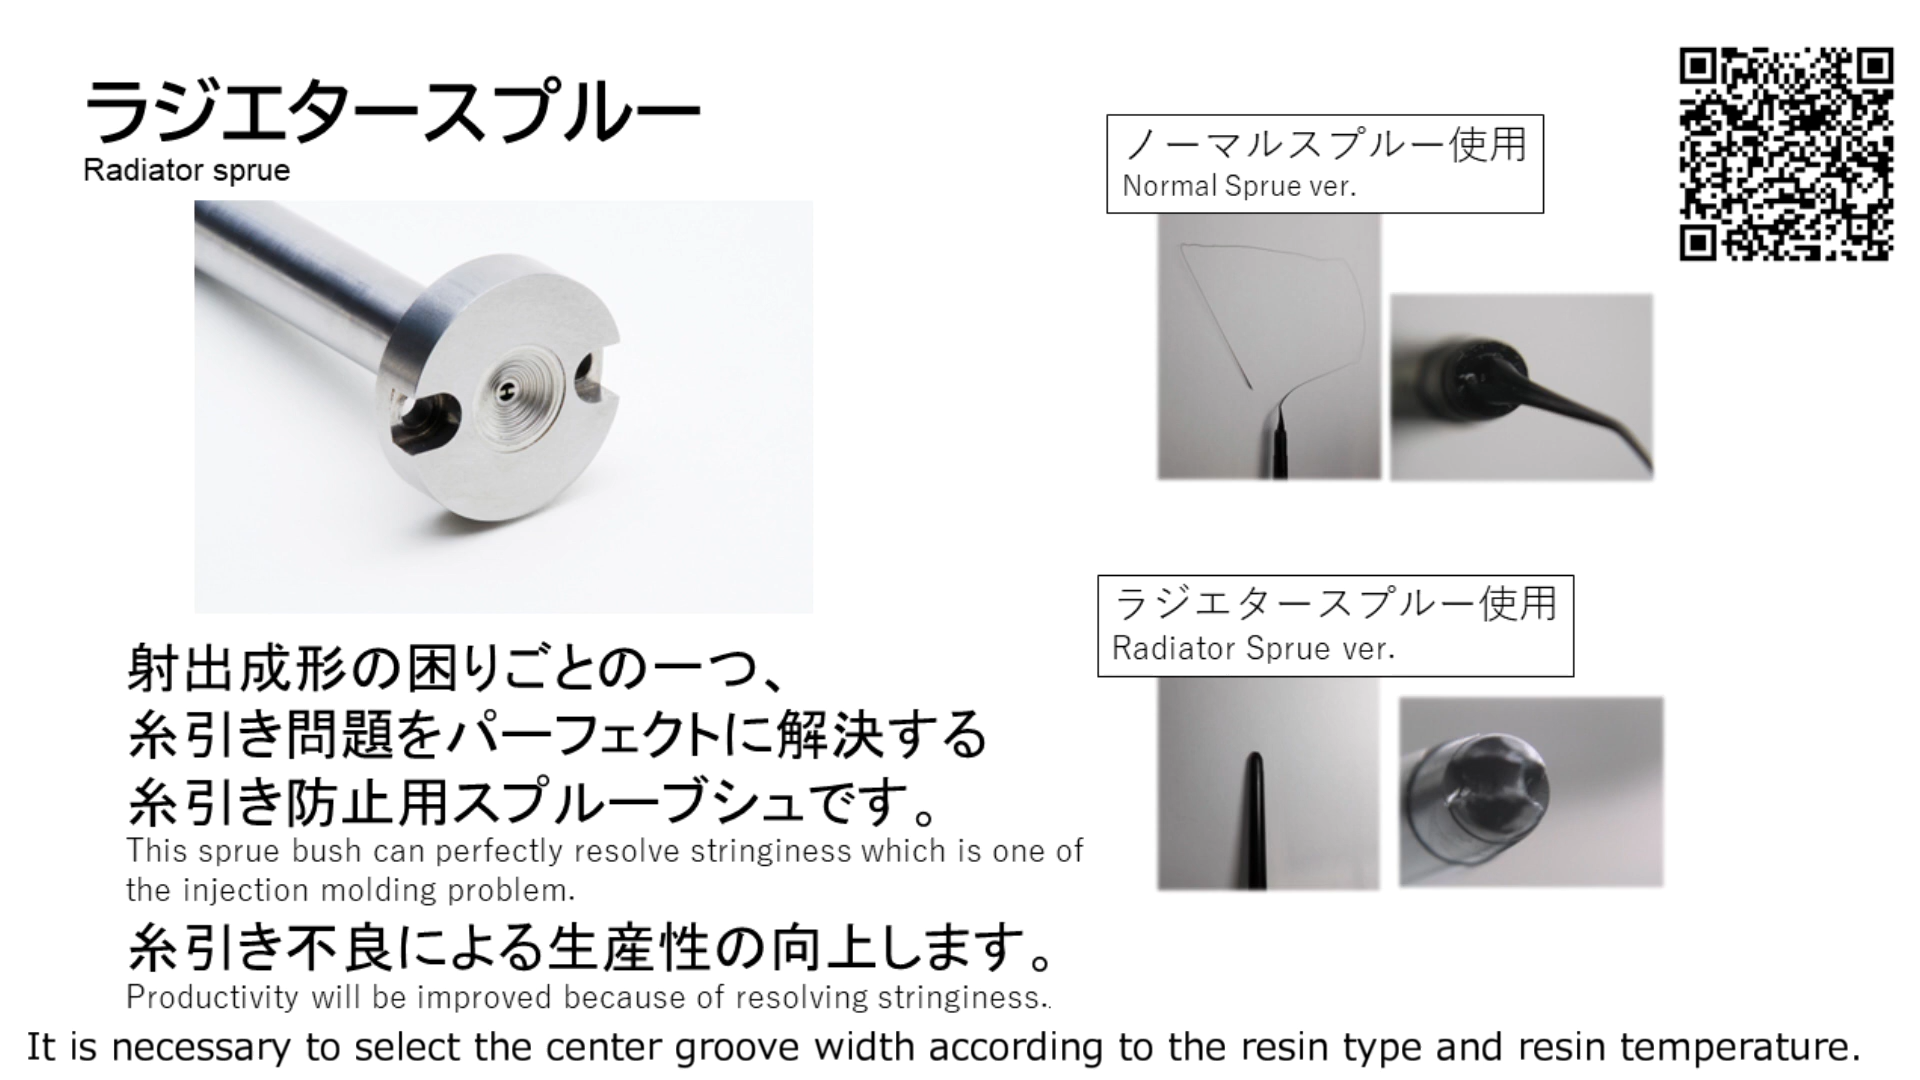 ラジエタースプルー
Radiator sprue
ノーマルスプルー使用
Normal Sprue ver.
ラジエタースプルー使用
Radiator Sprue ver.
射出成形の困りごとの一つ、
糸引き問題をパーフェクトに解決する
糸引き防止用スプルーブシュです。
This sprue bush can perfectly resolve stringiness which is one of
the injection molding problem.
糸引き不良による生産性の向上します。
Productivity will be improved because of resolving stringiness..
It is necessary to select the center groove width according to the resin type and resin temperature.